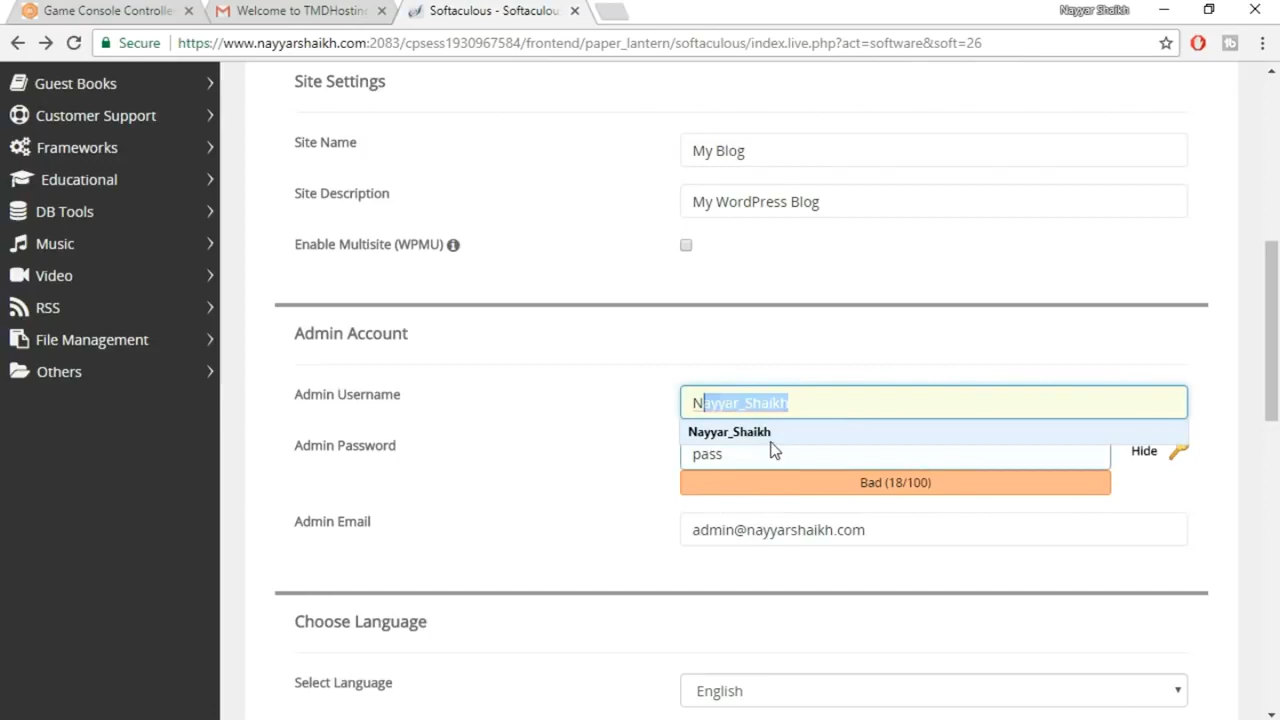 Game Console Controlle
Welcome to TMDHosting
Softaculous - Softaculou
Nayyar Shaikh
Secure
https://www.nayyarshaikh.com:2083/cpsess1930967584/frontend/paper_lantern/softaculous/index.live.php?act=software&soft=26
Guest Books
Customer Support
Frameworks
Educational
DB Tools
Music
Video
RSS
File Management
Others
Site Settings
Site Name
My Blog
Site Description
My WordPress Blog
Enable Multisite (WPMU)
Admin Account
Admin Username
Nayyar_Shaikh
Nayyar_Shaikh
Admin Password
pass
Hide
Bad (18/100)
Admin Email
admin@nayyarshaikh.com
Choose Language
Select Language
English